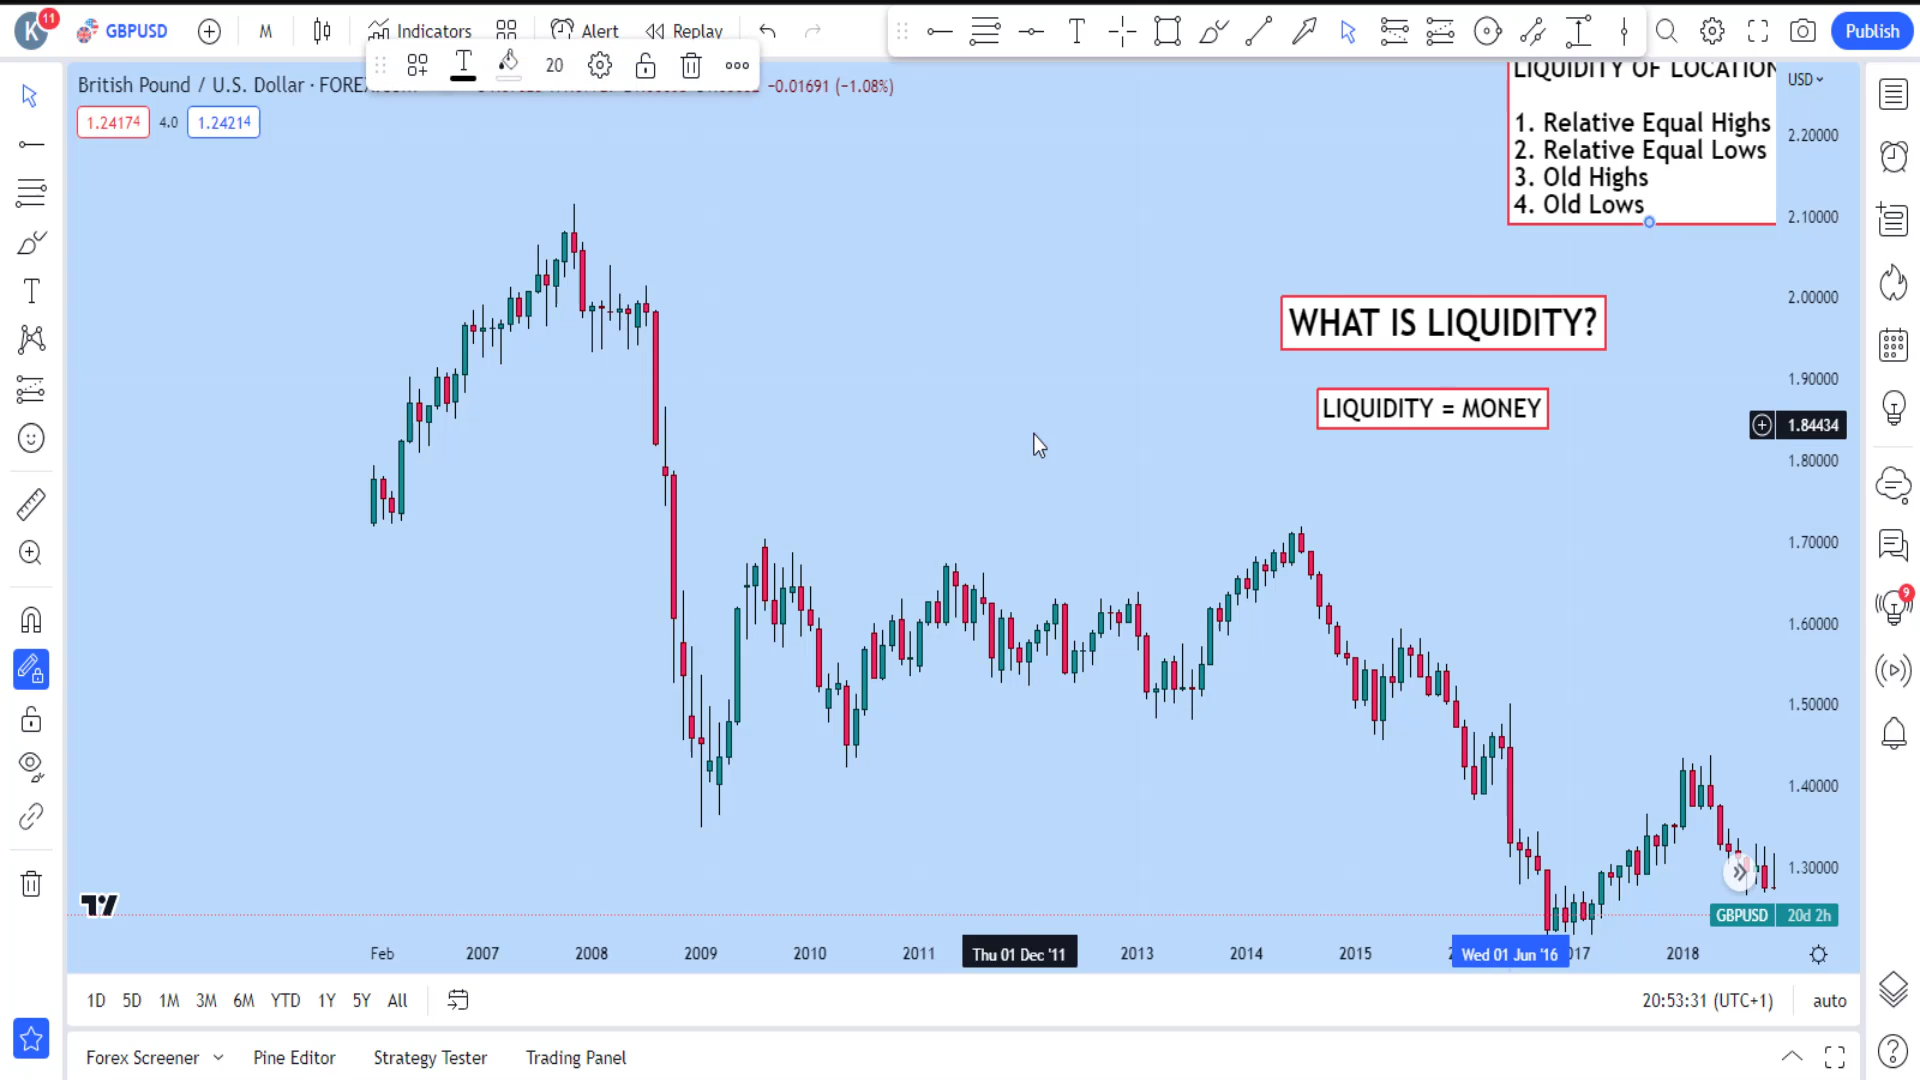 K 11
GBPUSD
M
Indicators
Alert
Replay
Publish
20
British Pound / U.S. Dollar · FORE
−0.01691 (−1.08%)
1.24174
4.0
1.24214
LIQUIDITY OF LOCATION
1. Relative Equal Highs
2. Relative Equal Lows
3. Old Highs
4. Old Lows
WHAT IS LIQUIDITY?
LIQUIDITY = MONEY
USD
2.20000
2.10000
2.00000
1.90000
1.84434
1.80000
1.70000
1.60000
1.50000
1.40000
1.30000
GBPUSD 20d 2h
9
Feb 2007 2008 2009 2010 2011 Thu 01 Dec '11 2013 2014 2015 2 Wed 01 Jun '16 017 2018
1D 5D 1M 3M 6M YTD 1Y 5Y All
20:53:31 (UTC+1)
auto
Forex Screener
Pine Editor
Strategy Tester
Trading Panel